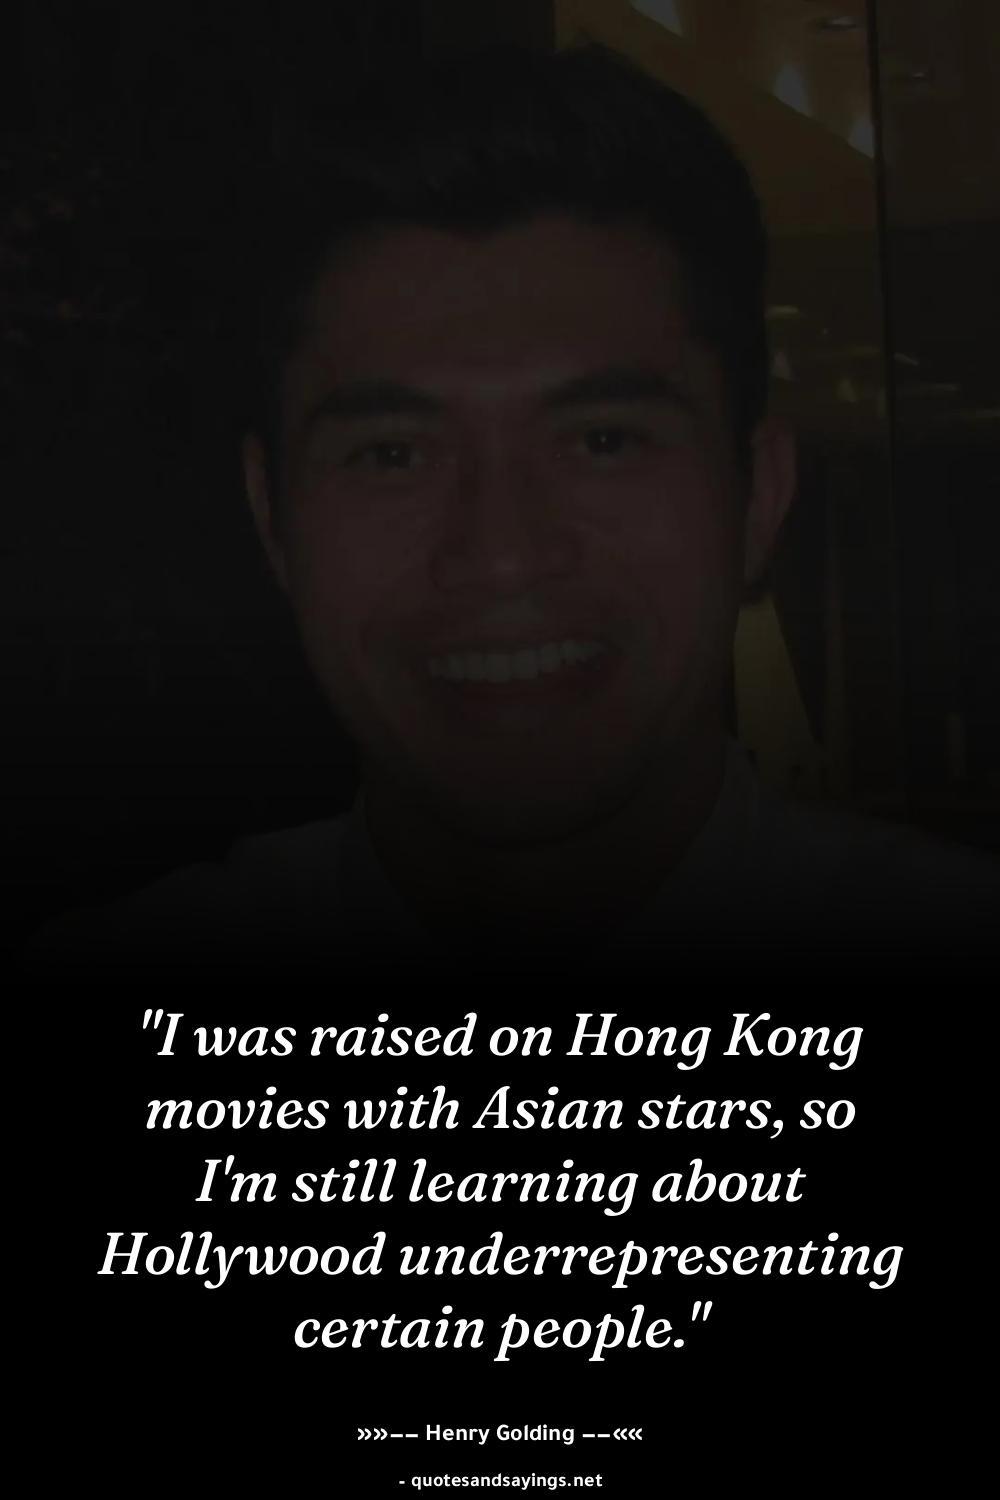 "I was raised on Hong Kong
movies with Asian stars, so
I'm still learning about
Hollywood underrepresenting
certain people."
»»–– Henry Golding ––««
- quotesandsayings.net